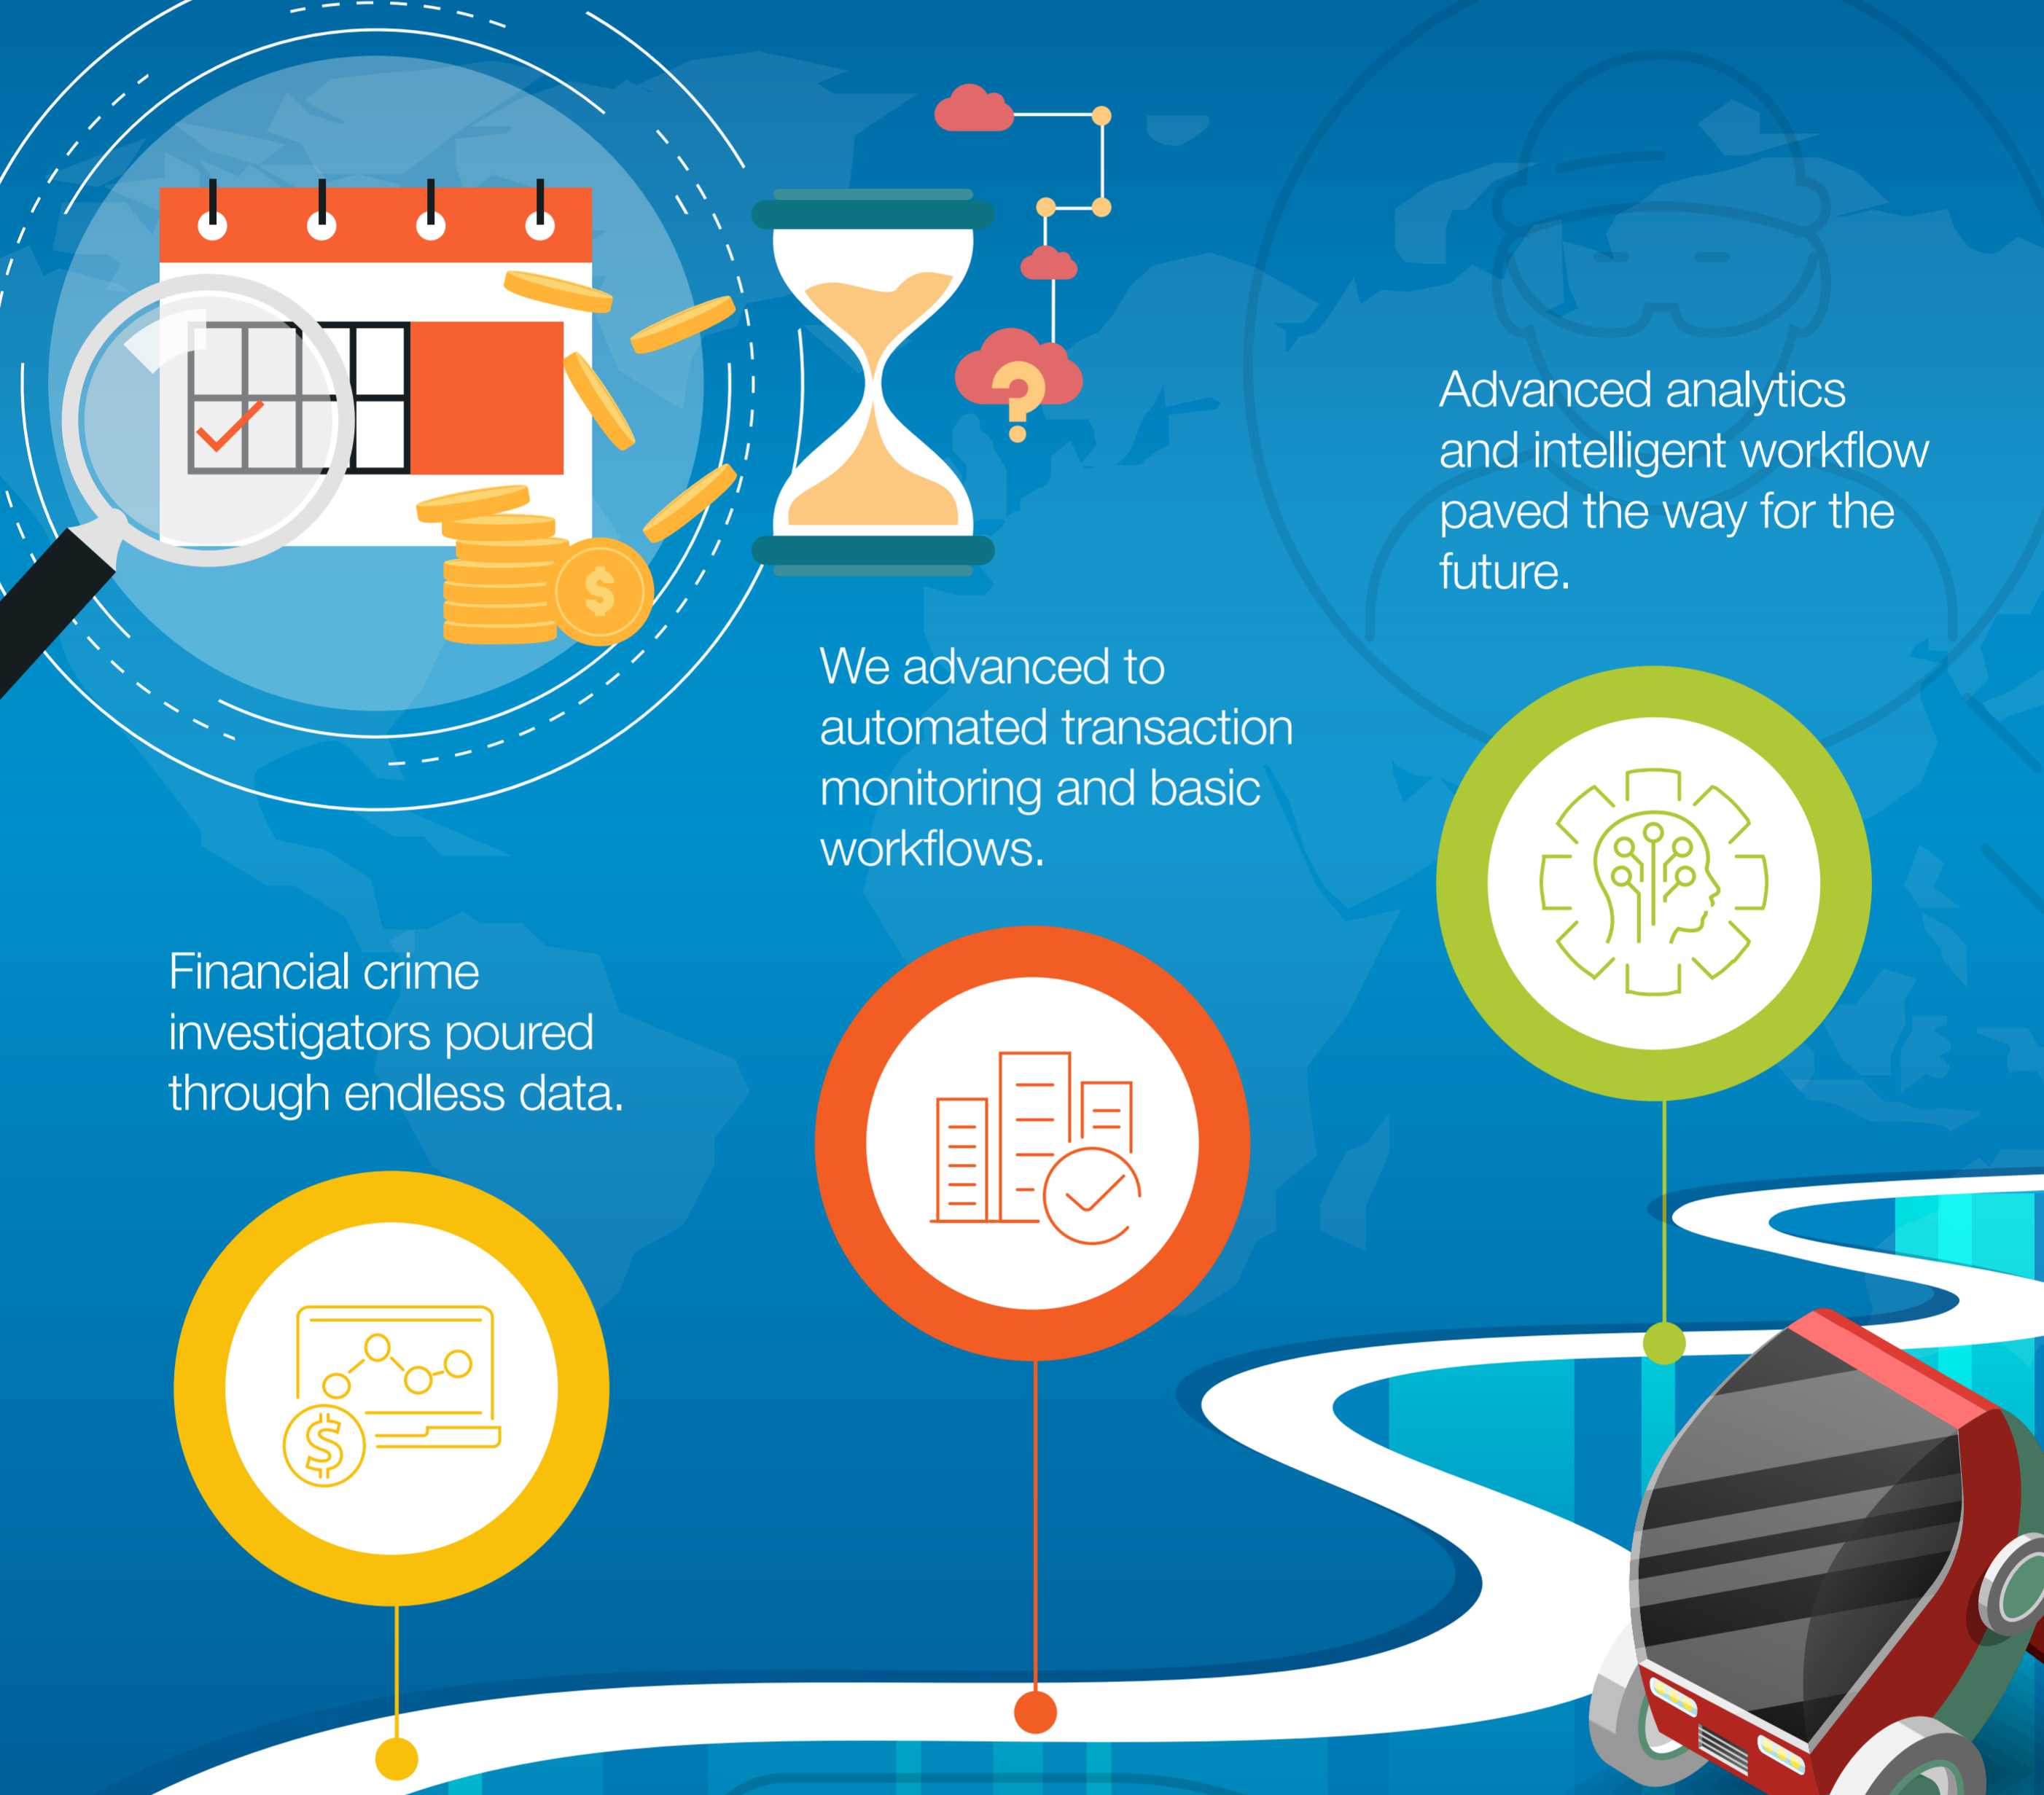 Financial crime
investigators poured
through endless data.
We advanced to
automated transaction
monitoring and basic
workflows.
Advanced analytics
and intelligent workflow
paved the way for the
future.